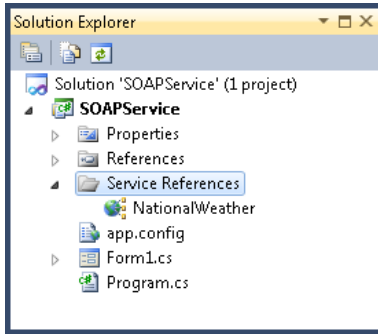 Solution Explorer
Solution 'SOAPService' (1 project)
SOAPService
Properties
References
Service References
NationalWeather
app.config
Form1.cs
Program.cs